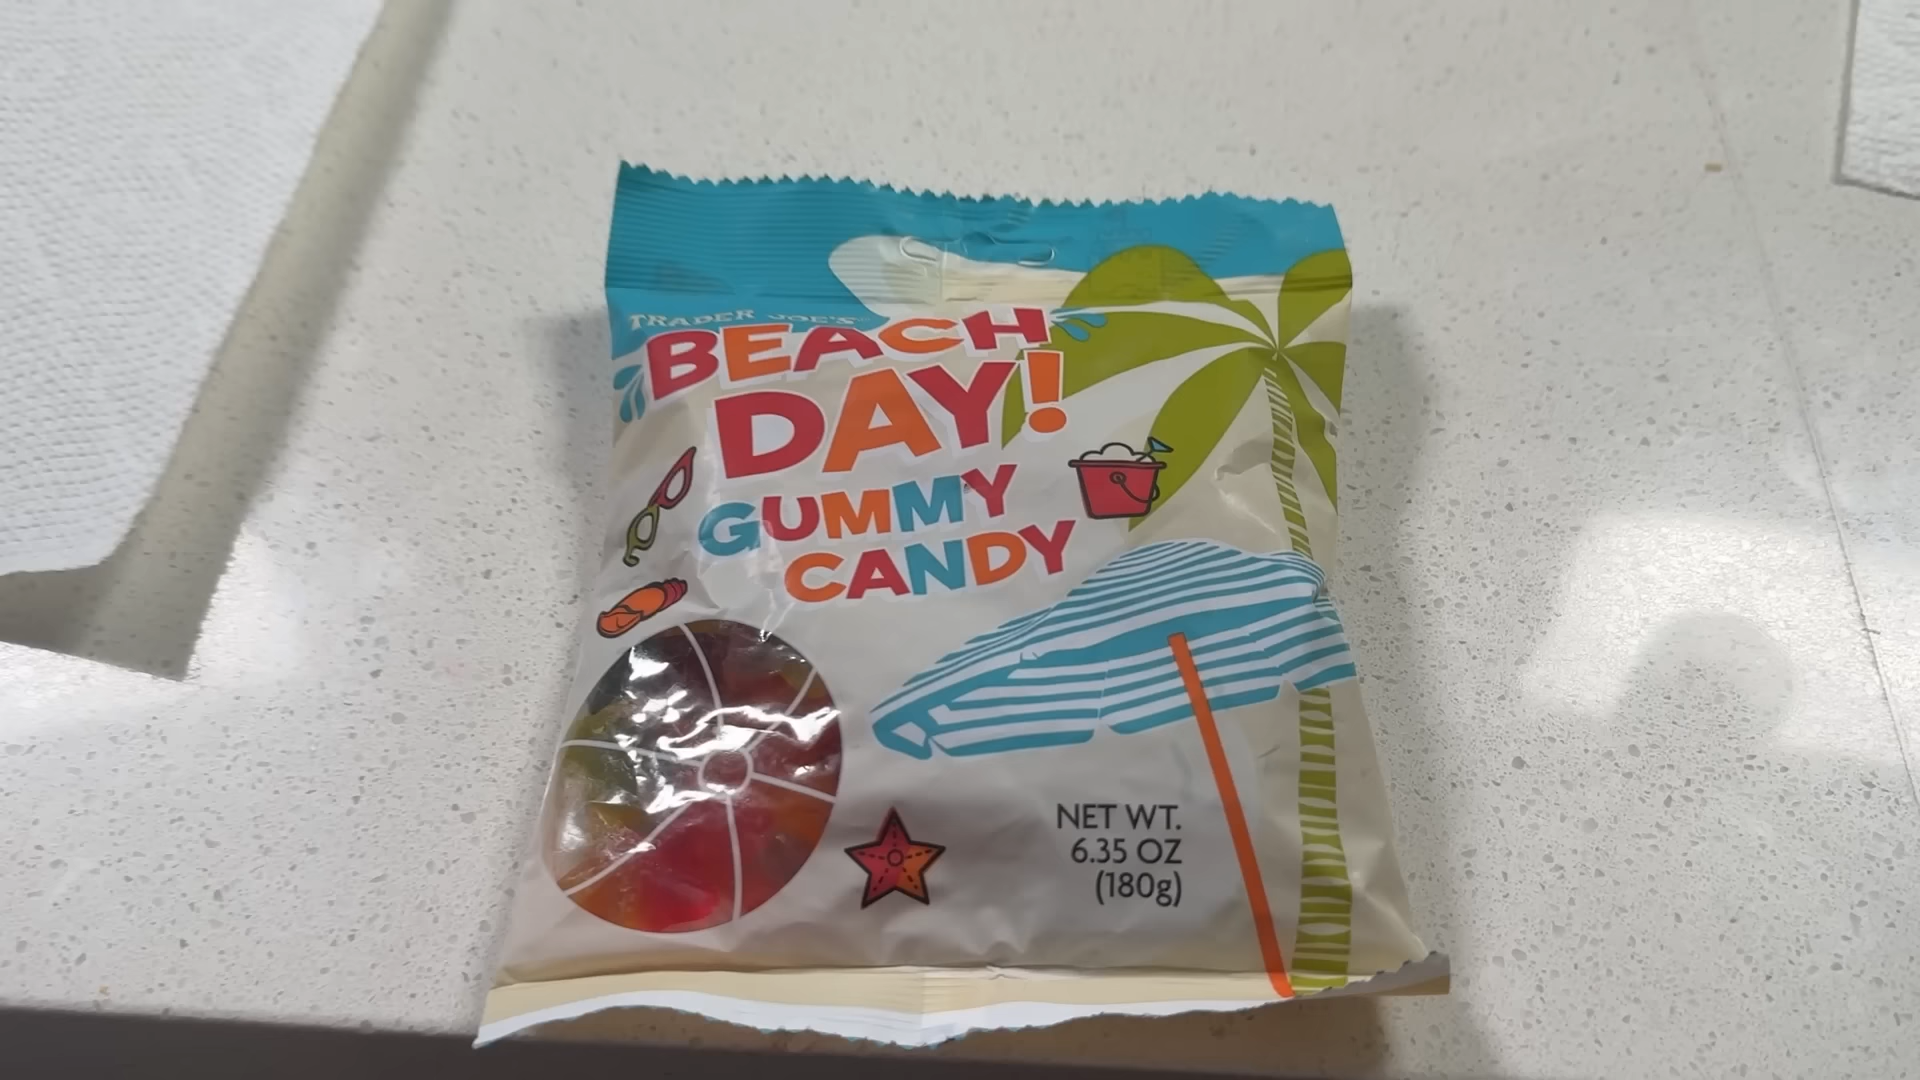 TRADER JOE'S
BEACH
DAY!
GUMMY
CANDY
NET WT.
6.35 OZ
(180g)